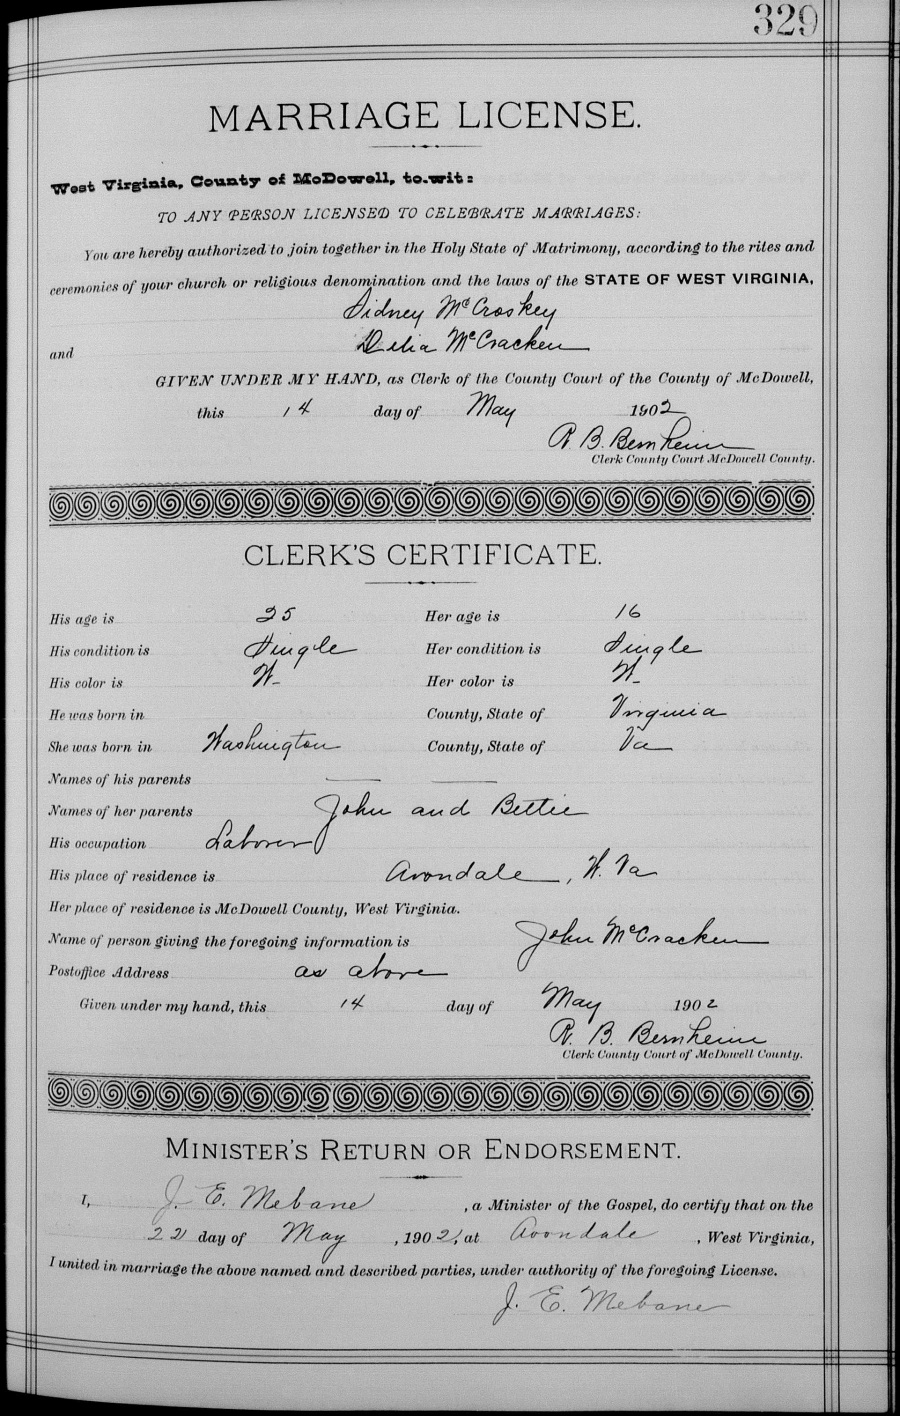 329
MARRIAGE LICENSE.
West Virginia, County of McDowell, to-wit:
TO ANY PERSON LICENSED TO CELEBRATE MARRIAGES:
You are hereby authorized to join together in the Holy State of Matrimony, according to the rites and
ceremonies of your church or religious denomination and the laws of the STATE OF WEST VIRGINIA,
Sidney McCroskey
and Delia McCracken
GIVEN UNDER MY HAND, as Clerk of the County Court of the County of McDowell,
this 14 day of May 1902
R. B. Bernheim
Clerk County Court McDowell County.
CLERK'S CERTIFICATE.
His age is 25 Her age is 16
His condition is Single Her condition is Single
His color is W- Her color is W-
He was born in County, State of Virginia
She was born in Washington County, State of Va
Names of his parents — —
Names of her parents John and Bettie
His occupation Laborer
His place of residence is Avondale, W. Va
Her place of residence is McDowell County, West Virginia.
Name of person giving the foregoing information is John McCracken
Postoffice Address as above
Given under my hand, this 14 day of May 1902
R. B. Bernheim
Clerk County Court of McDowell County.
MINISTER'S RETURN OR ENDORSEMENT.
I, J. E. Mebane, a Minister of the Gospel, do certify that on the
22 day of May, 1902, at Avondale, West Virginia,
I united in marriage the above named and described parties, under authority of the foregoing License.
J. E. Mebane